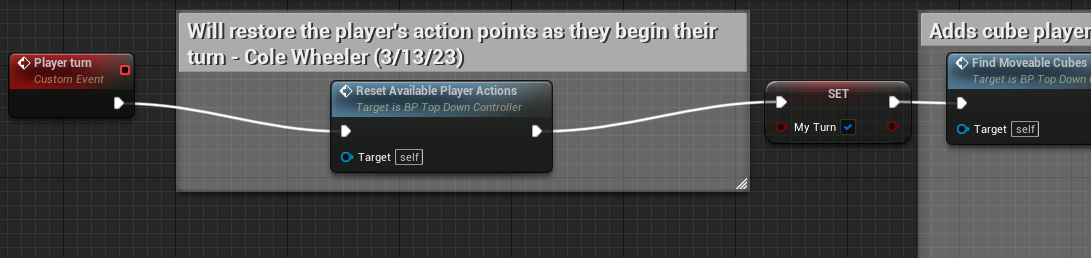 Player turn
Custom Event
Will restore the player's action points as they begin their
turn - Cole Wheeler (3/13/23)
Reset Available Player Actions
Target is BP Top Down Controller
Target self
SET
My Turn
Adds cube player
Find Moveable Cubes
Target is BP Top Down
Target self